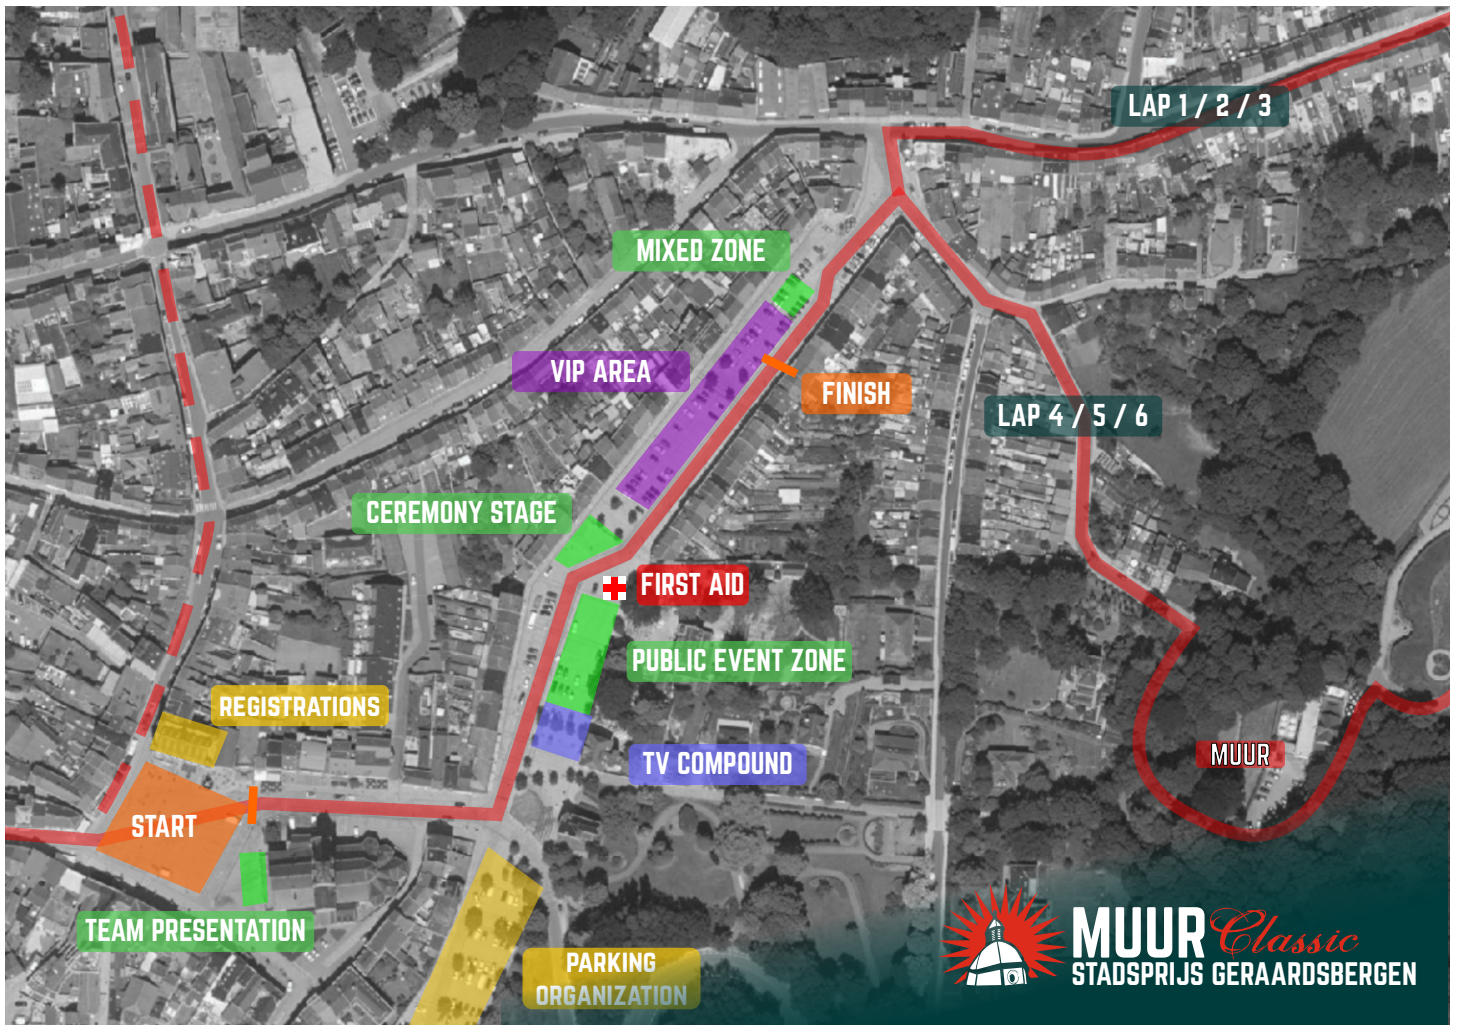 LAP 1 / 2 / 3
MIXED ZONE
VIP AREA
FINISH
LAP 4 / 5 / 6
CEREMONY STAGE
FIRST AID
PUBLIC EVENT ZONE
REGISTRATIONS
TV COMPOUND
MUUR
START
TEAM PRESENTATION
PARKING
ORGANIZATION
MUUR Classic
STADSPRIJS GERAARDSBERGEN